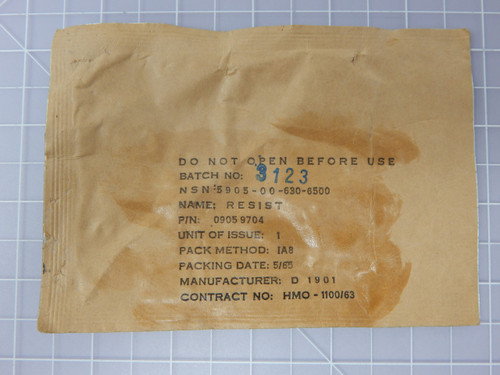 DO NOT OPEN BEFORE USE
BATCH NO: 3123
NSN: 5905-00-630-6500
NAME: RESIST
P/N: 0905 9704
UNIT OF ISSUE: 1
PACK METHOD: IA8
PACKING DATE: 5/65
MANUFACTURER: D 1901
CONTRACT NO: HMO - 1100/63